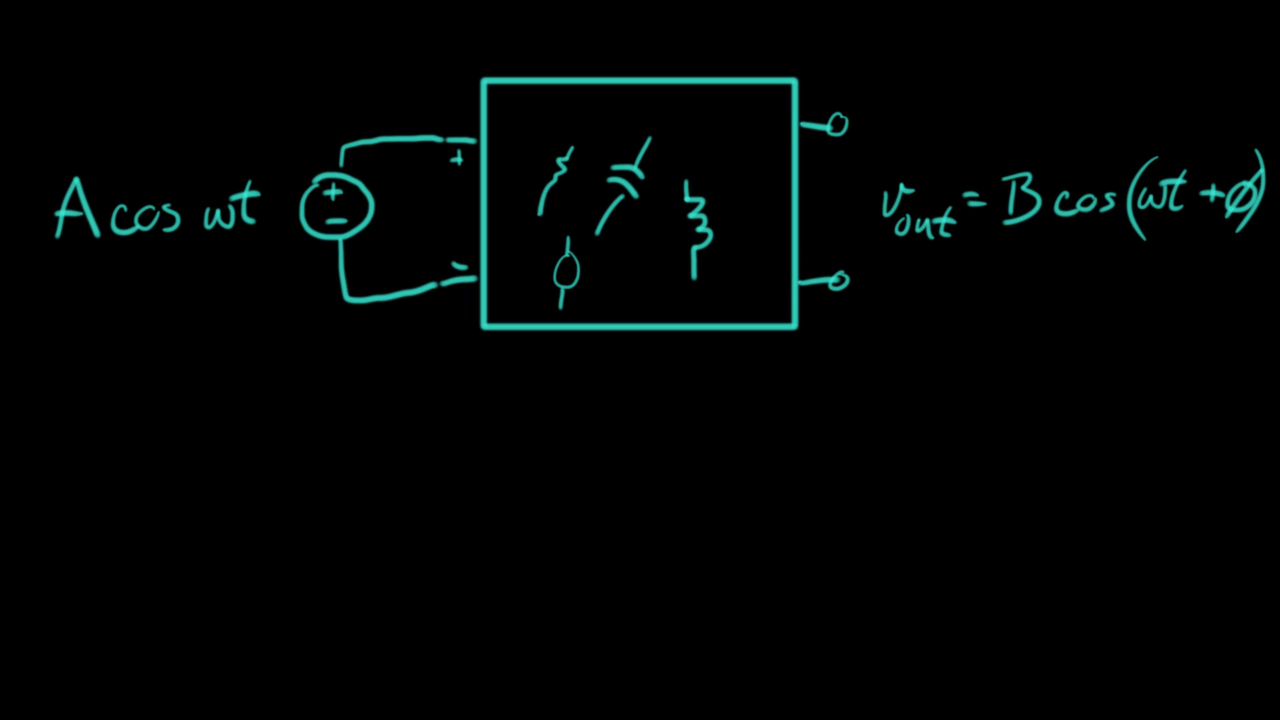 A cos ωt
+
−
+
−
v_out = B cos(ωt + ϕ)